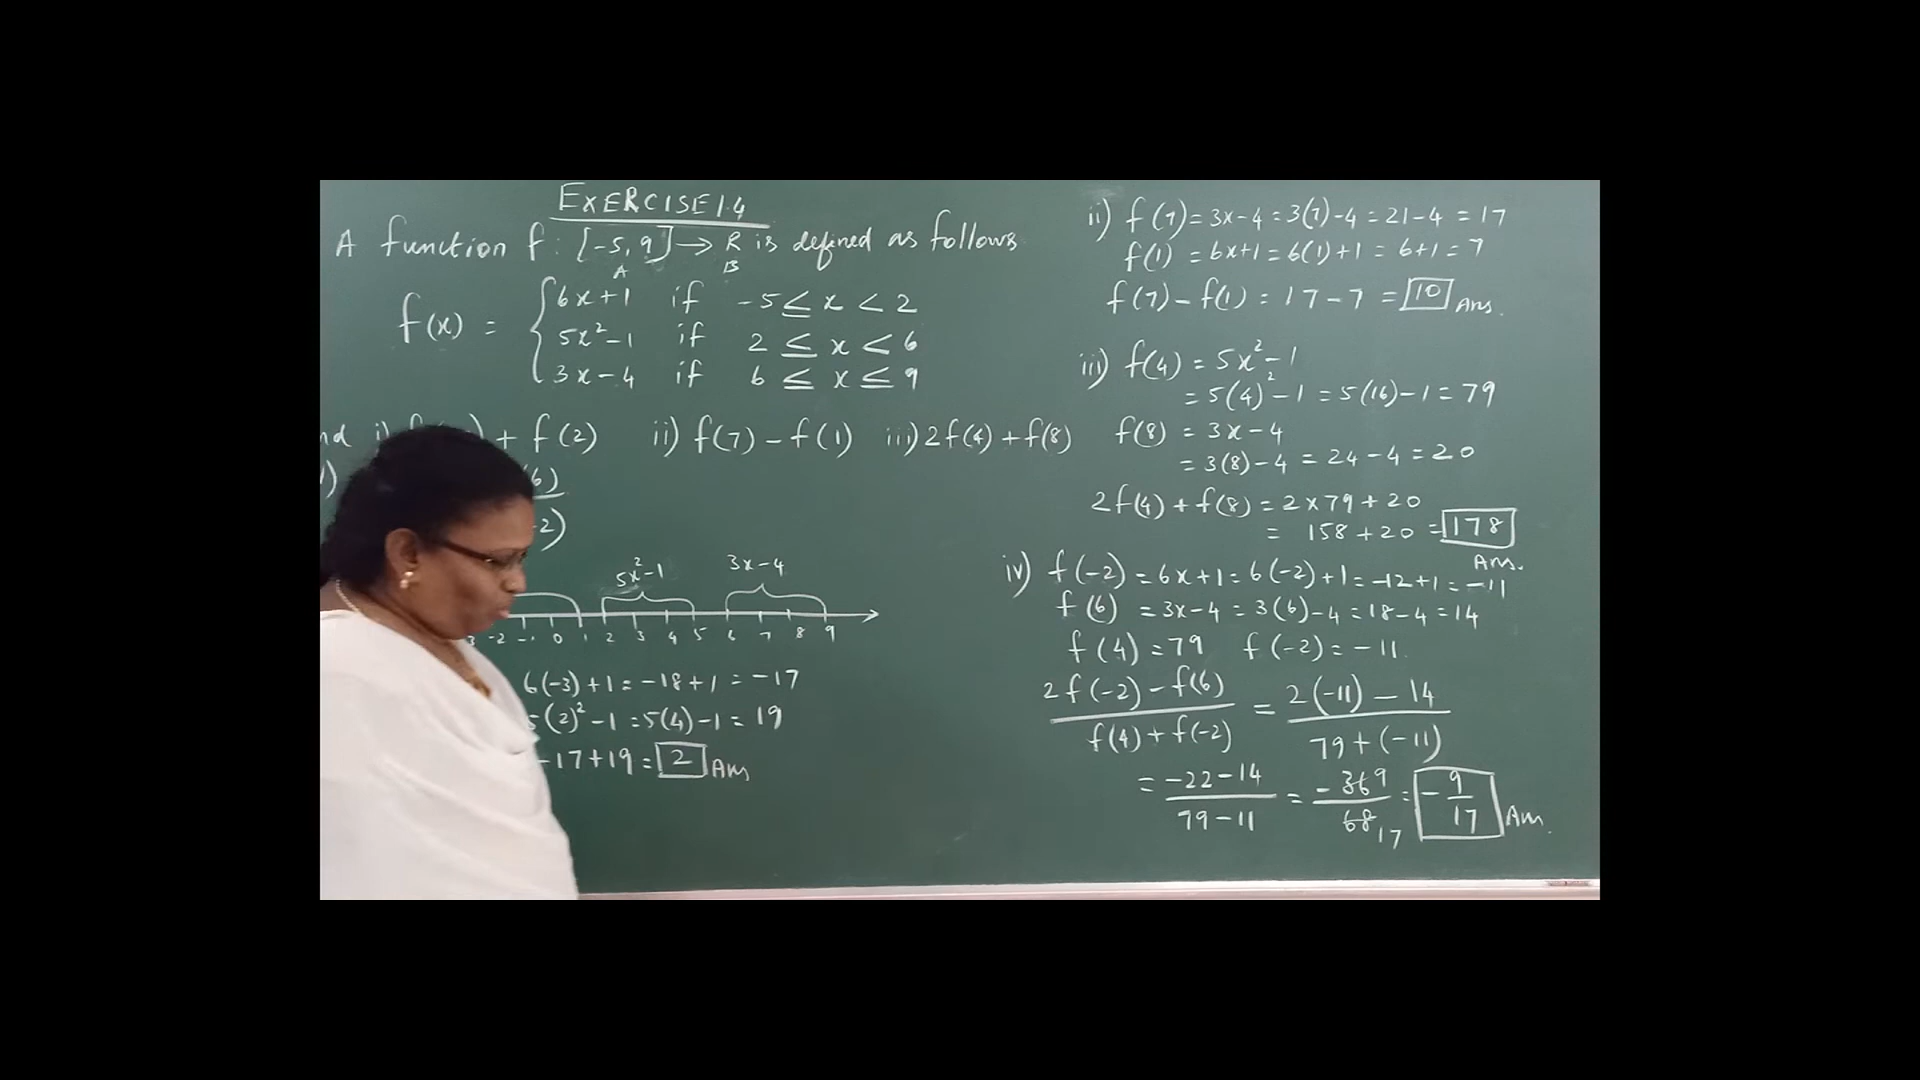 EXERCISE 1.4
A function f: [-5, 9] → R is defined as follows
A B
f(x) = { 6x+1 if -5 ≤ x < 2
5x²-1 if 2 ≤ x < 6
3x-4 if 6 ≤ x ≤ 9
+ f(2) ii) f(7) - f(1) iii) 2f(4) + f(8)
6)
-2)
5x²-1 3x-4
-2 -1 0 1 2 3 4 5 6 7 8 9
6(-3)+1 = -18+1 = -17
5(2)²-1 = 5(4)-1 = 19
-17+19 = 2 Ans
ii) f(7) = 3x-4 = 3(7)-4 = 21-4 = 17
f(1) = 6x+1 = 6(1)+1 = 6+1 = 7
f(7) - f(1) = 17-7 = 10 Ans.
iii) f(4) = 5x²-1
= 5(4)²-1 = 5(16)-1 = 79
f(8) = 3x-4
= 3(8)-4 = 24-4 = 20
2f(4) + f(8) = 2×79+20
= 158+20 = 178
Ans.
iv) f(-2) = 6x+1 = 6(-2)+1 = -12+1 = -11
f(6) = 3x-4 = 3(6)-4 = 18-4 = 14
f(4) = 79 f(-2) = -11.
2f(-2) - f(6) = 2(-11) - 14
f(4) + f(-2) 79+(-11)
= -22-14 = -36 9 = -9
79-11 68 17 17 Ans.